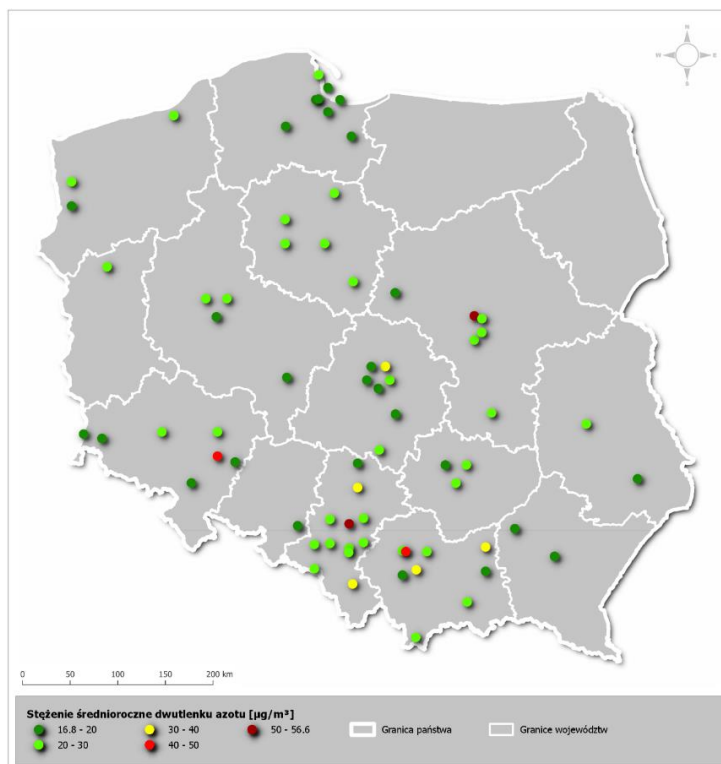 0 50 100 150 200 km
Stężenie średnioroczne dwutlenku azotu [µg/m³]
16.8 - 20 30 - 40 50 - 56.6 Granica państwa Granice województw
20 - 30 40 - 50